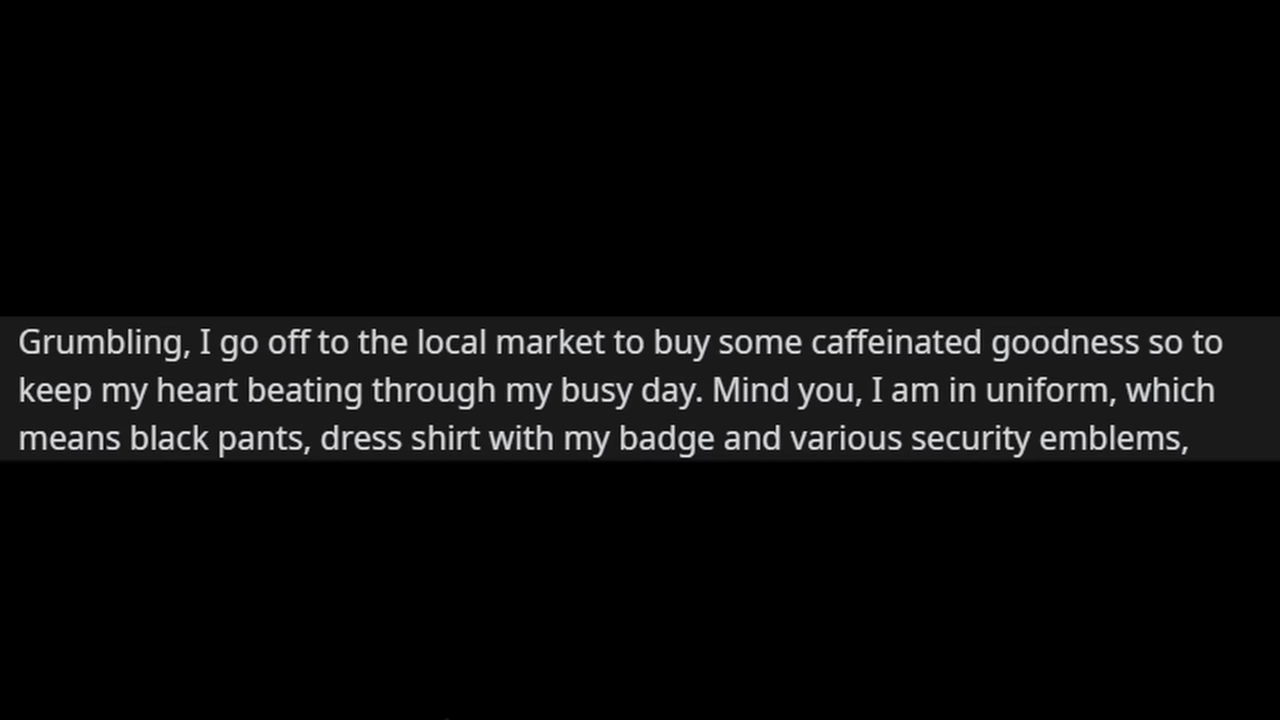 Grumbling, I go off to the local market to buy some caffeinated goodness so to
keep my heart beating through my busy day. Mind you, I am in uniform, which
means black pants, dress shirt with my badge and various security emblems,